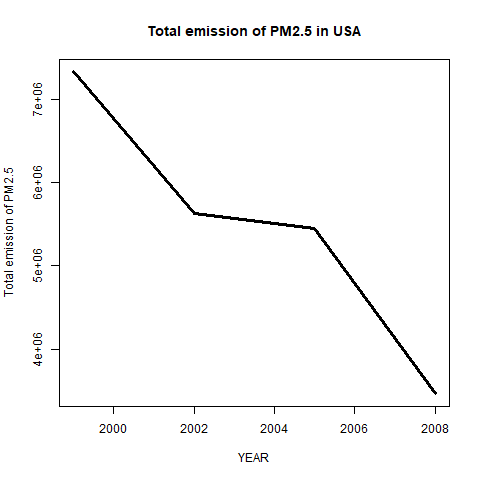 Total emission of PM2.5 in USA
Total emission of PM2.5
7e+06
6e+06
5e+06
4e+06
2000 2002 2004 2006 2008
YEAR